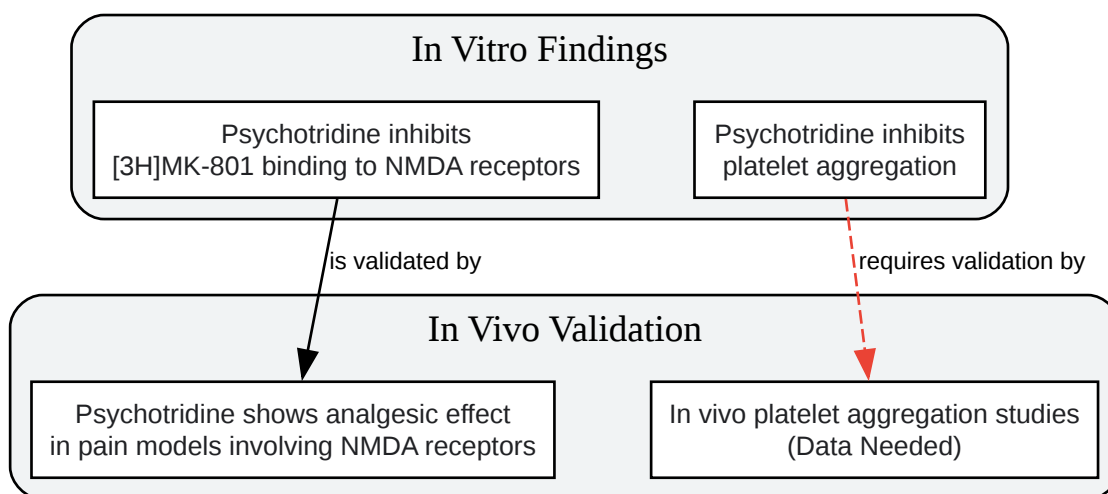 In Vitro Findings
Psychotridine inhibits
[3H]MK-801 binding to NMDA receptors
Psychotridine inhibits
platelet aggregation
is validated by
requires validation by
In Vivo Validation
Psychotridine shows analgesic effect
in pain models involving NMDA receptors
In vivo platelet aggregation studies
(Data Needed)